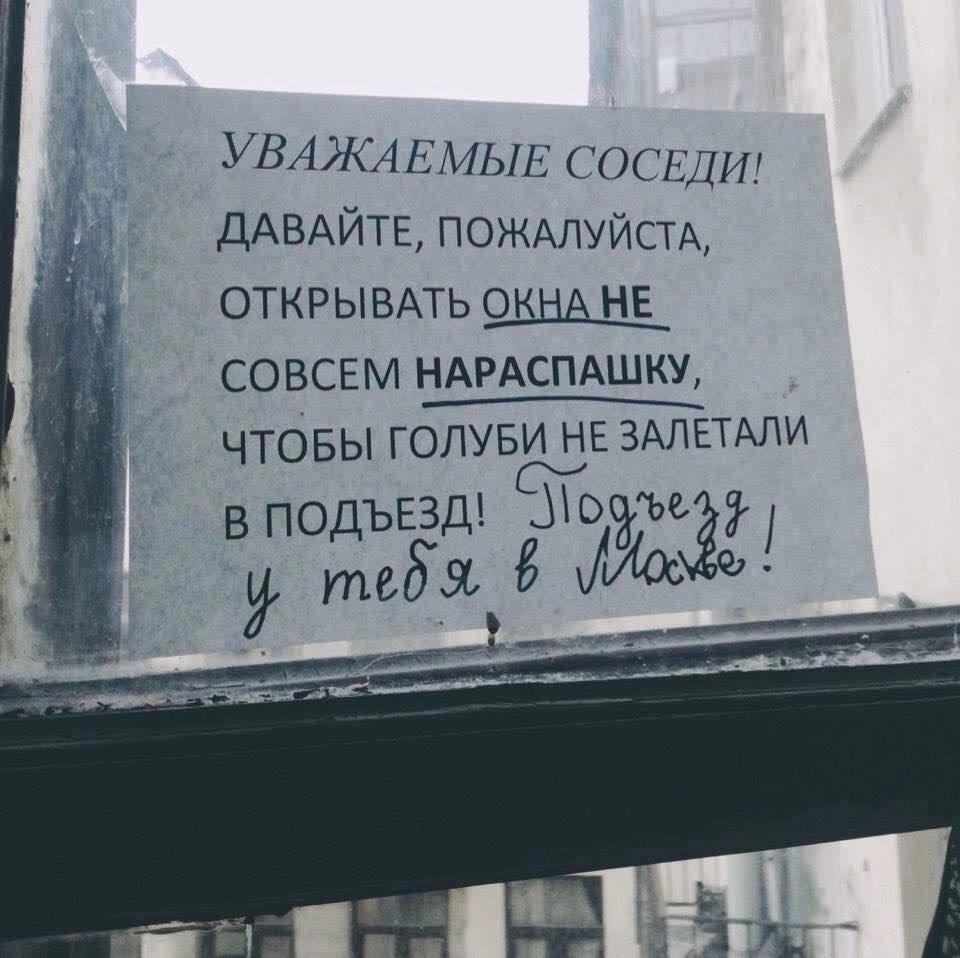 УВАЖАЕМЫЕ СОСЕДИ!
ДАВАЙТЕ, ПОЖАЛУЙСТА,
ОТКРЫВАТЬ ОКНА НЕ
СОВСЕМ НАРАСПАШКУ,
ЧТОБЫ ГОЛУБИ НЕ ЗАЛЕТАЛИ
В ПОДЪЕЗД! Подъезд
у тебя в Москве!